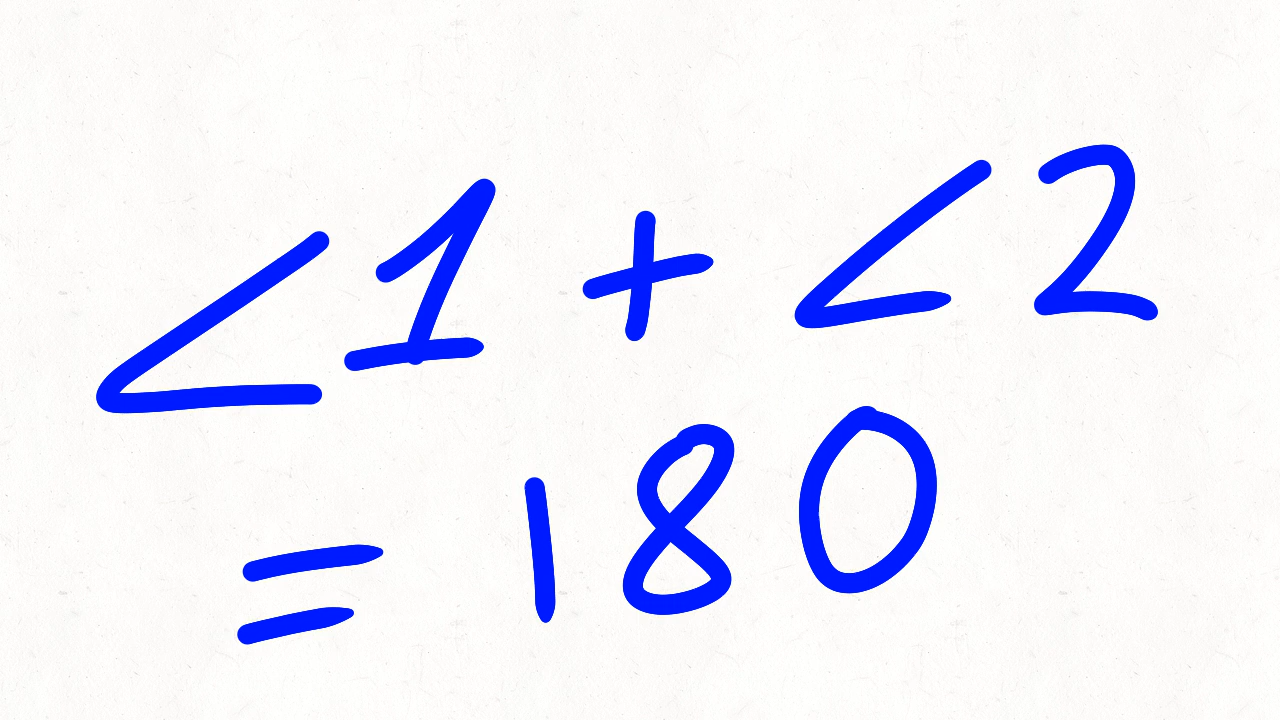 ∠1 + ∠2
= 180